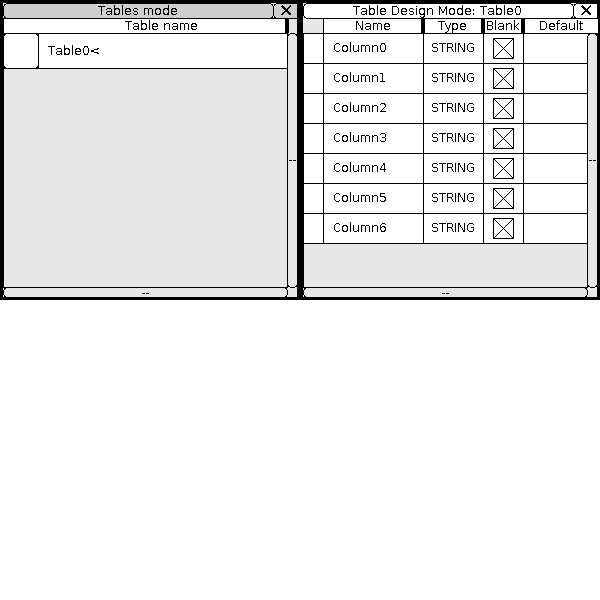 Tables mode
Table name
Table0<
--
--
Table Design Mode: Table0
Name Type Blank Default
Column0 STRING
Column1 STRING
Column2 STRING
Column3 STRING
Column4 STRING
Column5 STRING
Column6 STRING
--
--